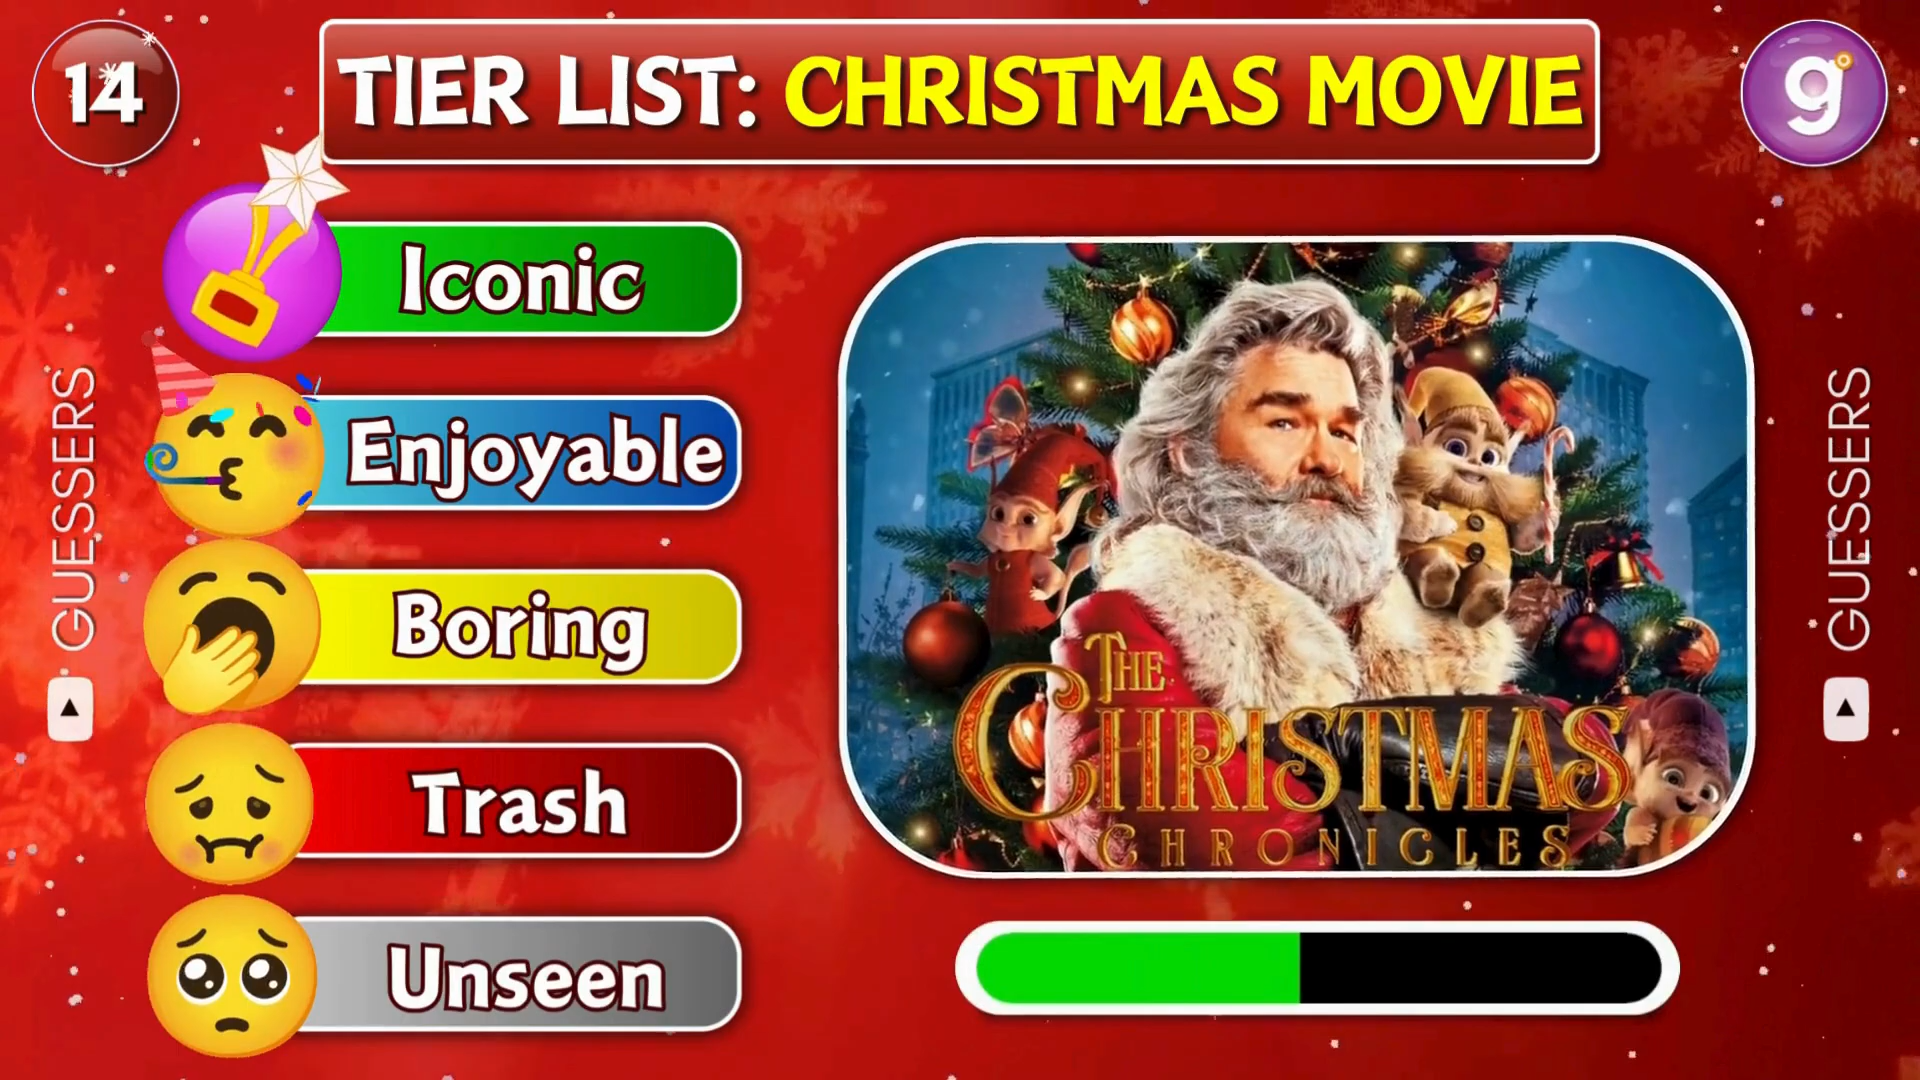 14
TIER LIST: CHRISTMAS MOVIE
g
Iconic
Enjoyable
Boring
Trash
Unseen
THE
CHRISTMAS
CHRONICLES
GUESSERS
GUESSERS